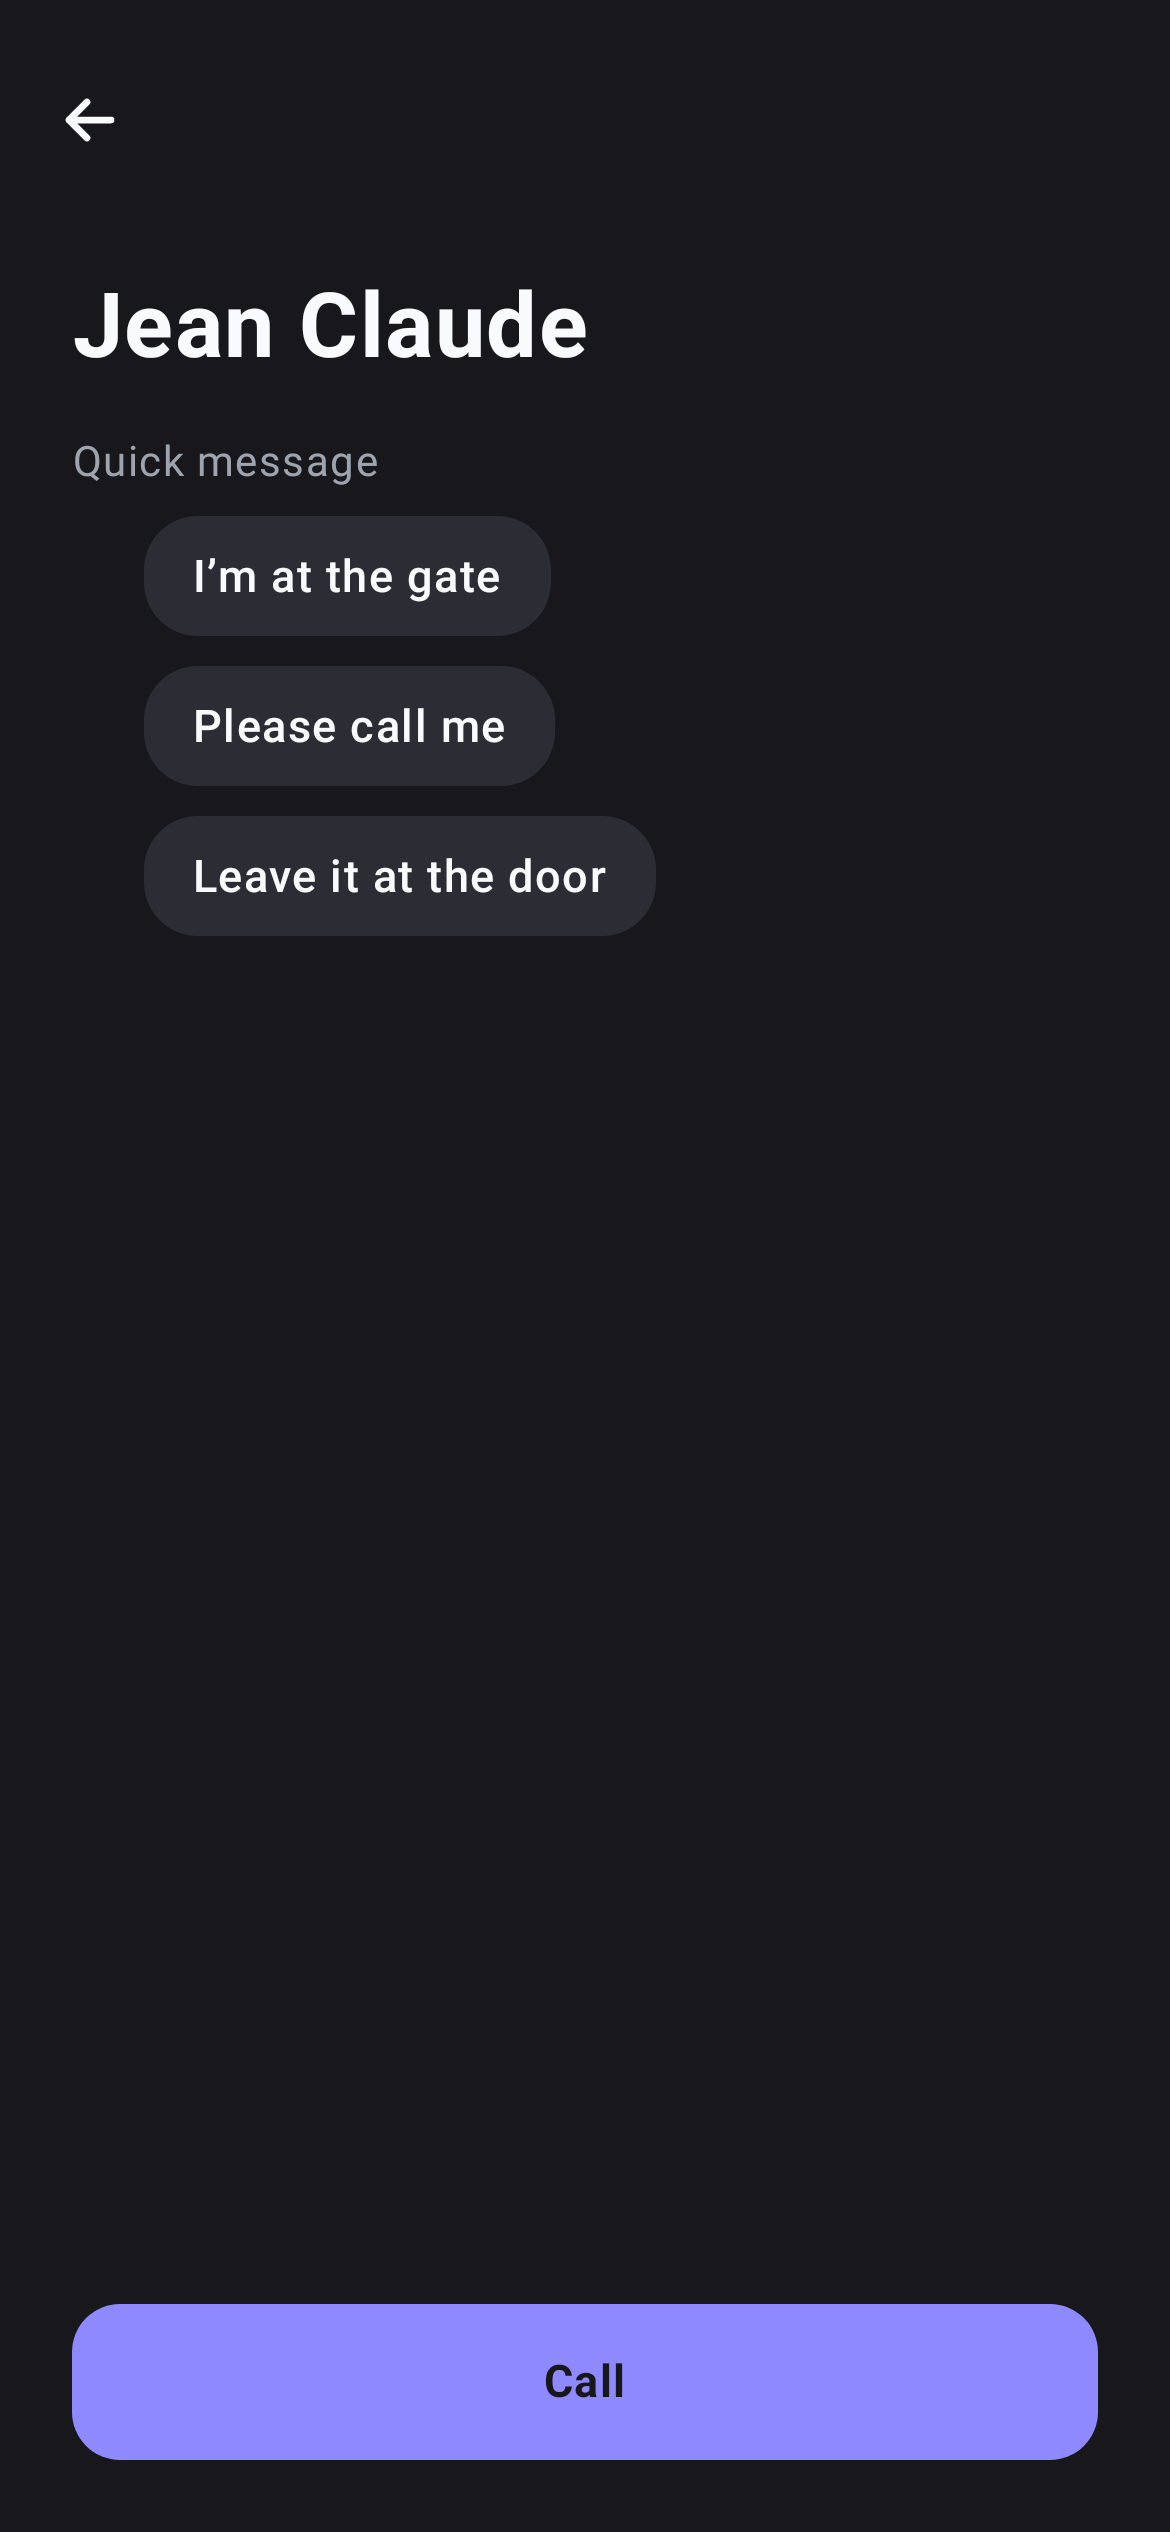 Jean Claude
Quick message
I’m at the gate
Please call me
Leave it at the door
Call